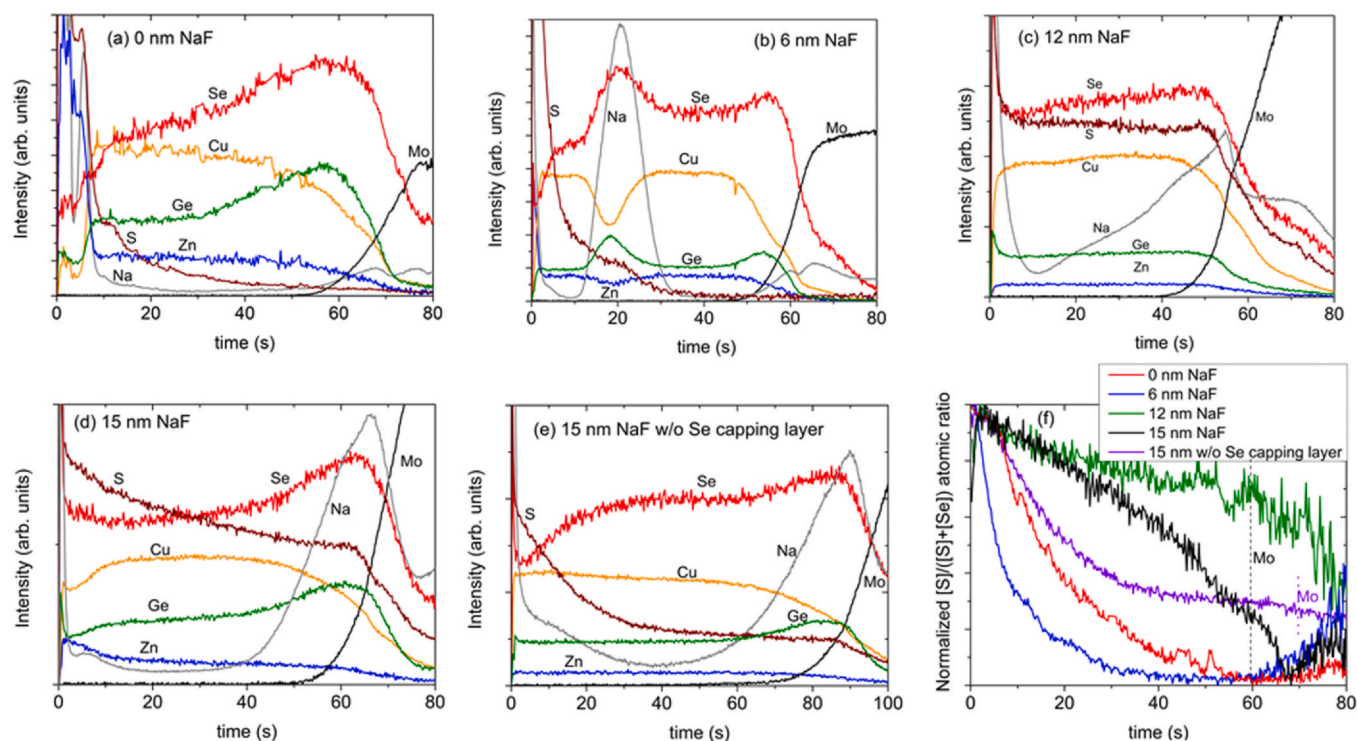 (a) 0 nm NaF
Se
Cu
Ge
Mo
S
Zn
Na
Intensity (arb. units)
0 20 40 60 80
time (s)
(b) 6 nm NaF
S
Se
Na
Mo
Cu
Ge
Zn
Intensity (arb. units)
0 20 40 60 80
time (s)
(c) 12 nm NaF
Se
S
Cu
Mo
Na
Ge
Zn
Intensity (arb. units)
0 20 40 60 80
time (s)
(d) 15 nm NaF
S
Se
Mo
Na
Cu
Ge
Zn
Intensity (arb. units)
0 20 40 60 80
time (s)
(e) 15 nm NaF w/o Se capping layer
Se
S
Na
Cu
Mo
Ge
Zn
Intensity (arb. units)
0 20 40 60 80 100
time (s)
0 nm NaF
6 nm NaF
12 nm NaF
15 nm NaF
15 nm w/o Se capping layer
(f)
Mo
Mo
Normalized [S]/([S]+[Se]) atomic ratio
0 20 40 60 80
time (s)